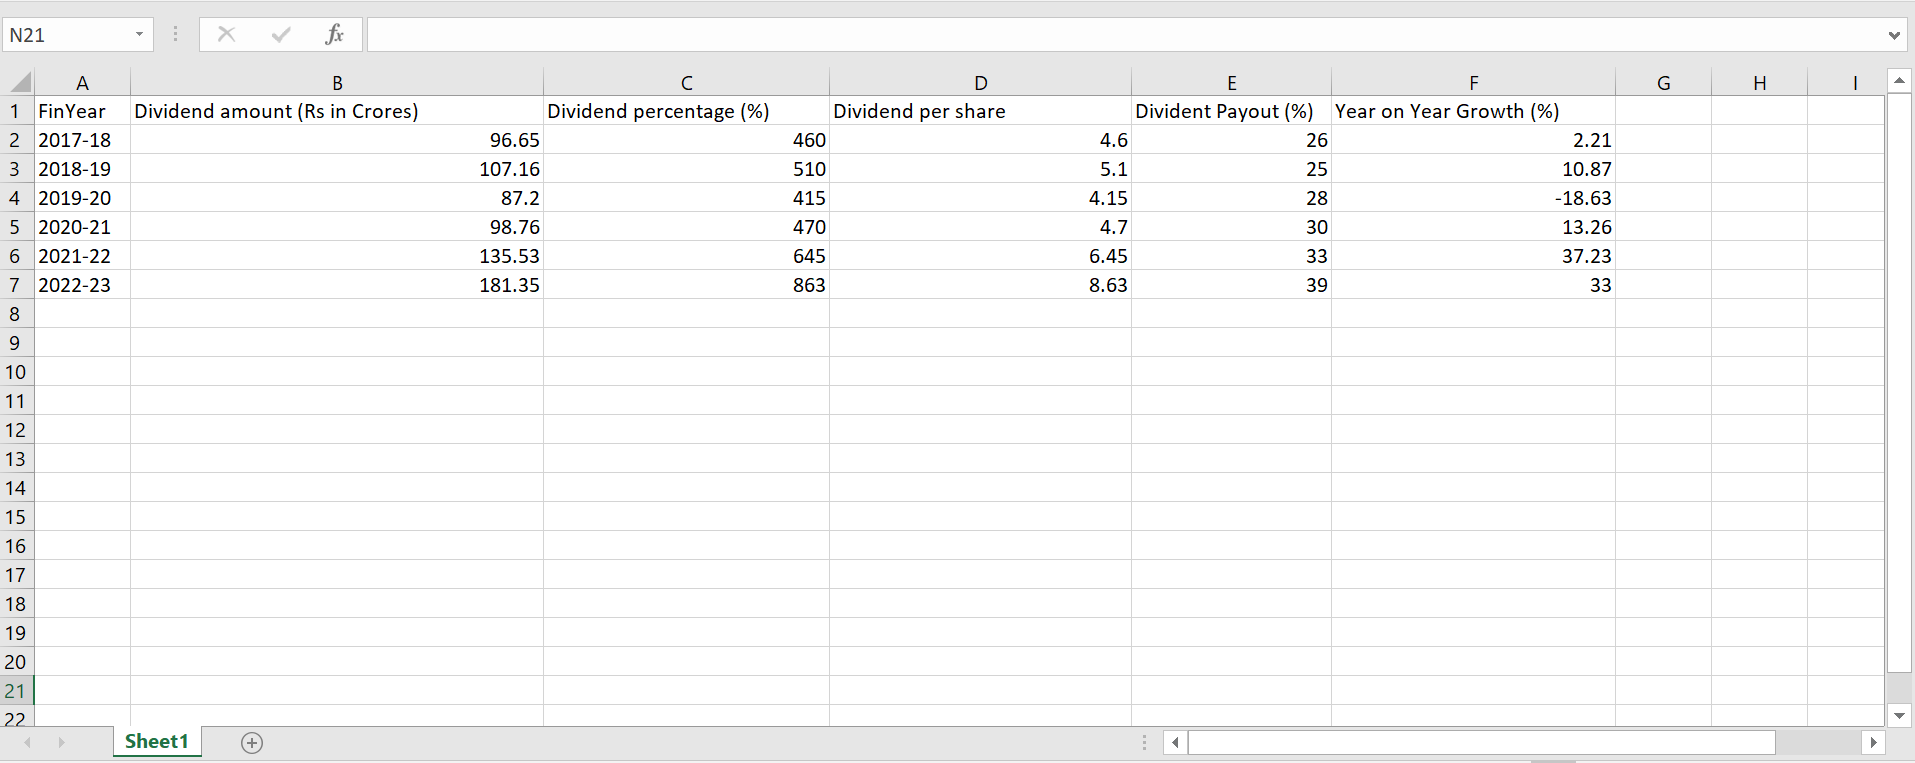 N21 fx
A B C D E F G H I
1 FinYear Dividend amount (Rs in Crores) Dividend percentage (%) Dividend per share Divident Payout (%) Year on Year Growth (%)
2 2017-18 96.65 460 4.6 26 2.21
3 2018-19 107.16 510 5.1 25 10.87
4 2019-20 87.2 415 4.15 28 -18.63
5 2020-21 98.76 470 4.7 30 13.26
6 2021-22 135.53 645 6.45 33 37.23
7 2022-23 181.35 863 8.63 39 33
8
9
10
11
12
13
14
15
16
17
18
19
20
21
22
Sheet1